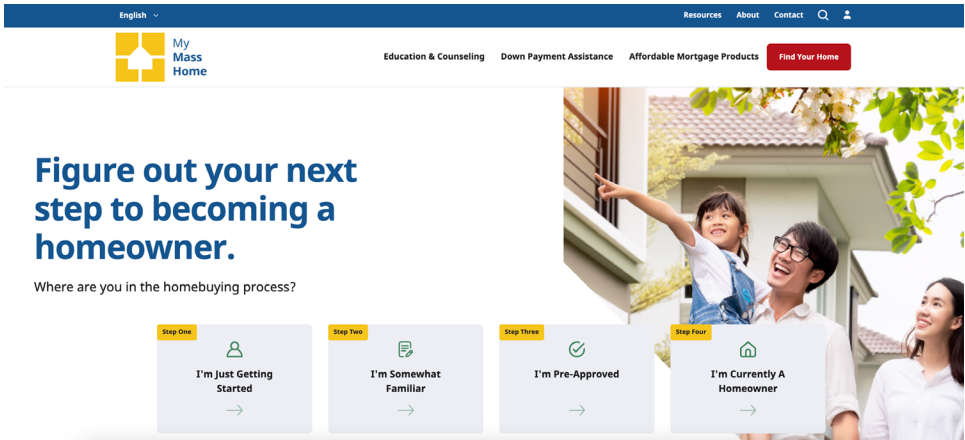 English
Resources About Contact
My
Mass
Home
Education & Counseling Down Payment Assistance Affordable Mortgage Products Find Your Home
Figure out your next
step to becoming a
homeowner.
Where are you in the homebuying process?
Step One
I'm Just Getting
Started
Step Two
I'm Somewhat
Familiar
Step Three
I'm Pre-Approved
Step Four
I'm Currently A
Homeowner